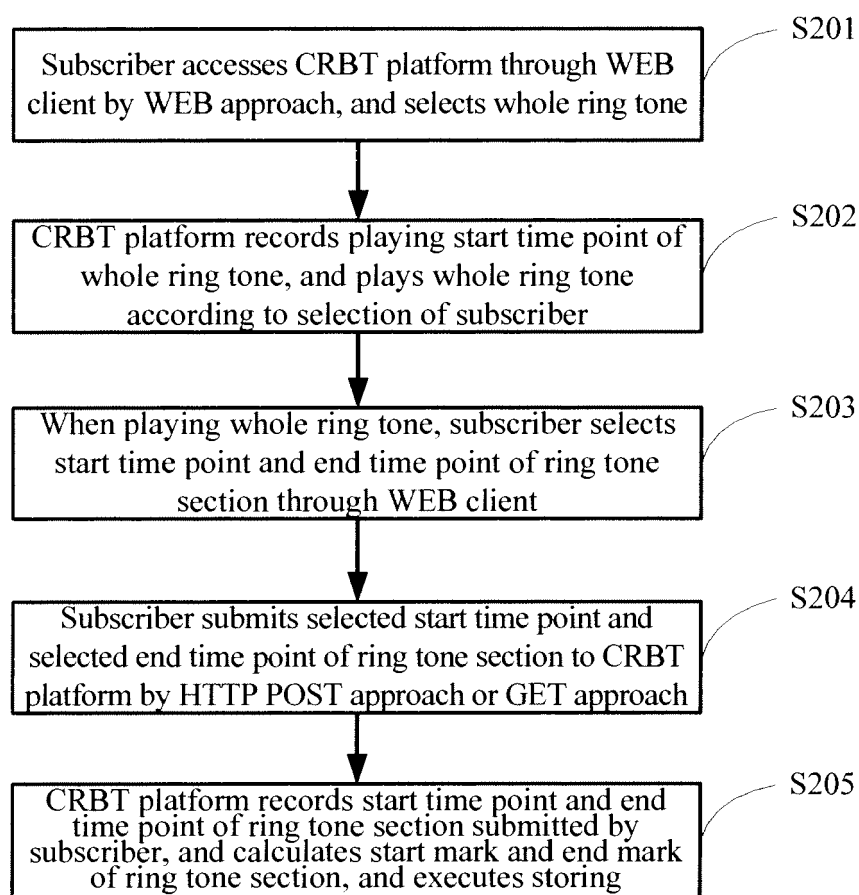 S201
Subscriber accesses CRBT platform through WEB
client by WEB approach, and selects whole ring tone
S202
CRBT platform records playing start time point of
whole ring tone, and plays whole ring tone
according to selection of subscriber
S203
When playing whole ring tone, subscriber selects
start time point and end time point of ring tone
section through WEB client
S204
Subscriber submits selected start time point and
selected end time point of ring tone section to CRBT
platform by HTTP POST approach or GET approach
S205
CRBT platform records start time point and end
time point of ring tone section submitted by
subscriber, and calculates start mark and end mark
of ring tone section, and executes storing